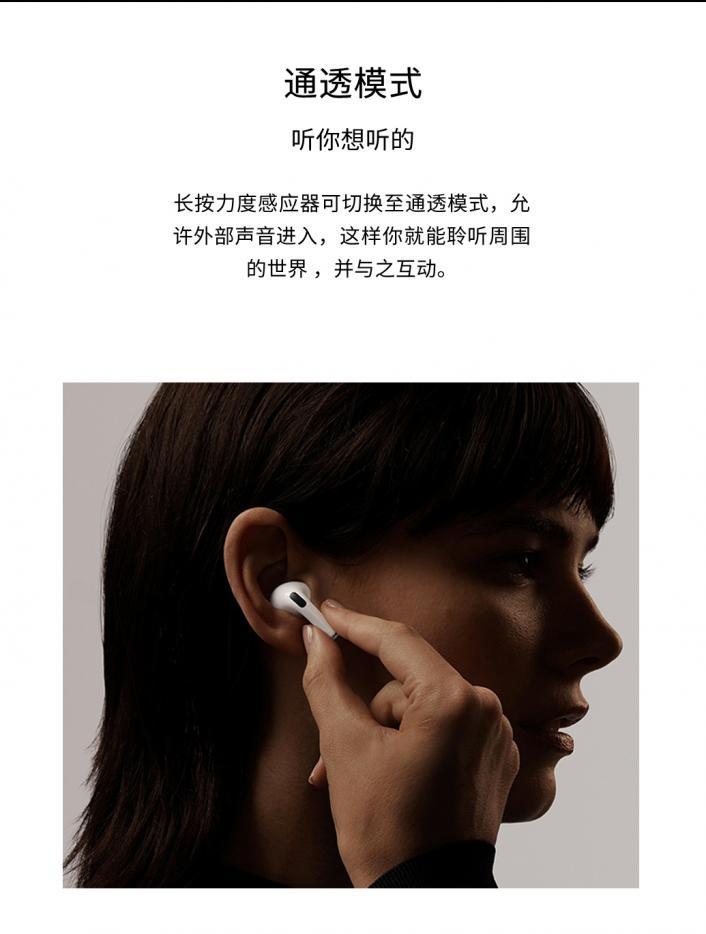 通透模式
听你想听的
长按力度感应器可切换至通透模式，允
许外部声音进入，这样你就能聆听周围
的世界 ，并与之互动。